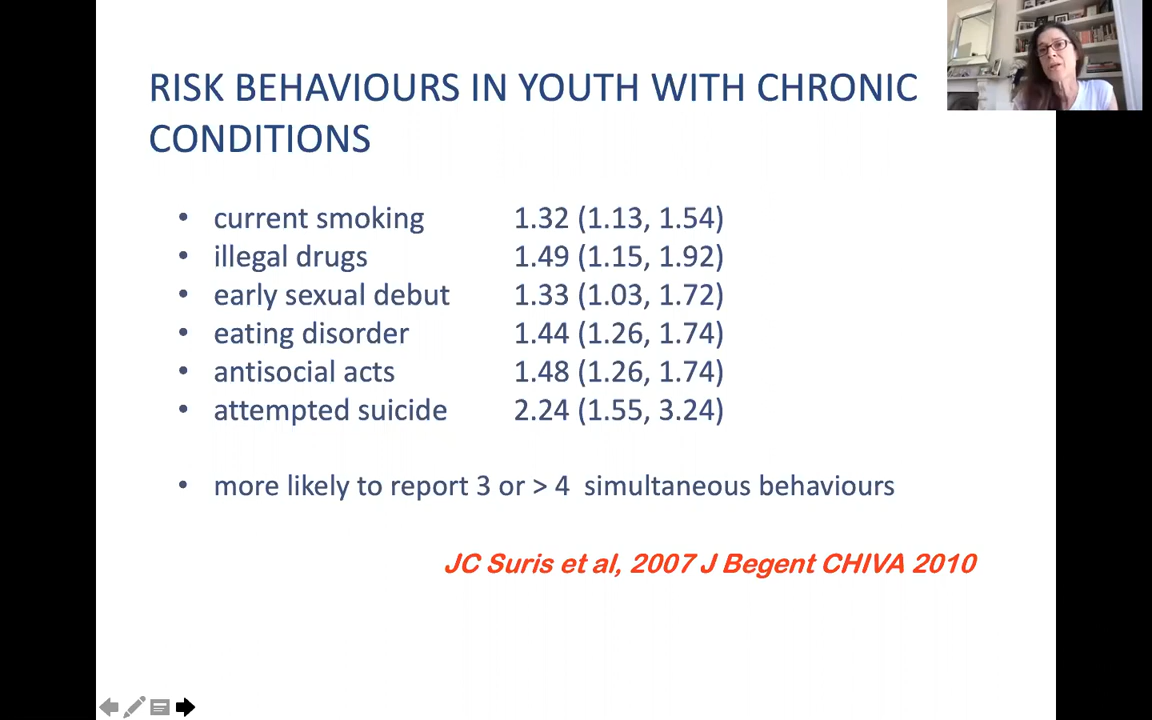 RISK BEHAVIOURS IN YOUTH WITH CHRONIC
CONDITIONS
• current smoking 1.32 (1.13, 1.54)
• illegal drugs 1.49 (1.15, 1.92)
• early sexual debut 1.33 (1.03, 1.72)
• eating disorder 1.44 (1.26, 1.74)
• antisocial acts 1.48 (1.26, 1.74)
• attempted suicide 2.24 (1.55, 3.24)
• more likely to report 3 or > 4 simultaneous behaviours
JC Suris et al, 2007 J Begent CHIVA 2010